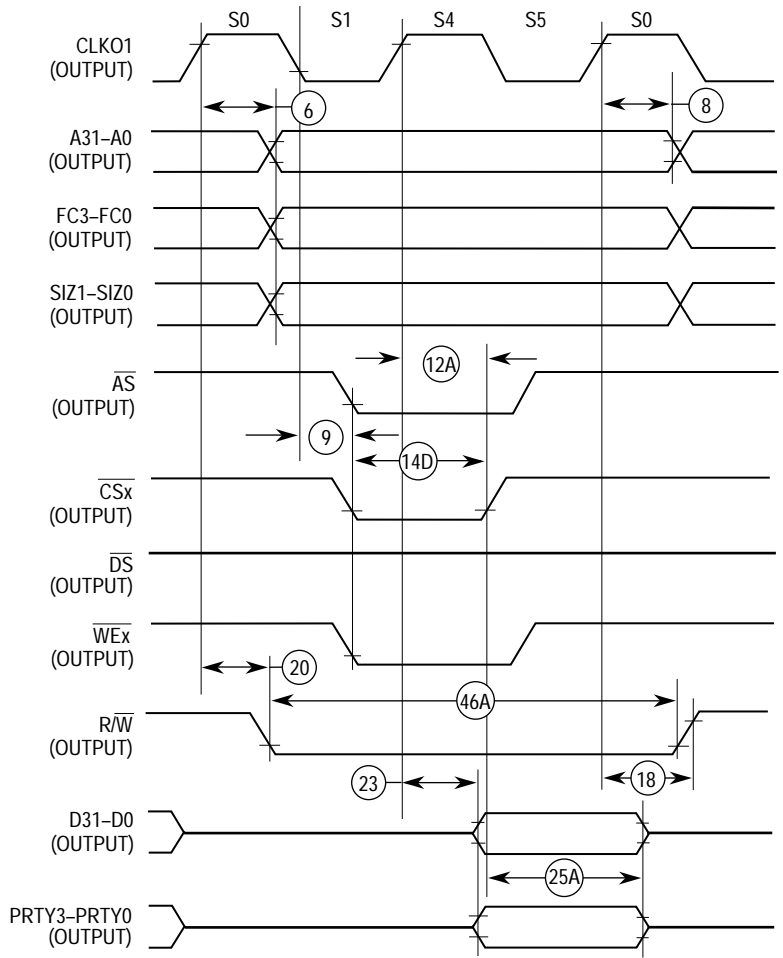 S0 S1 S4 S5 S0
CLKO1
(OUTPUT)
6 8
A31–A0
(OUTPUT)
FC3–FC0
(OUTPUT)
SIZ1–SIZ0
(OUTPUT)
12A
AS
(OUTPUT)
9
14D
CSx
(OUTPUT)
DS
(OUTPUT)
WEx
(OUTPUT)
20
46A
R/W
(OUTPUT)
23 18
D31–D0
(OUTPUT)
25A
PRTY3–PRTY0
(OUTPUT)